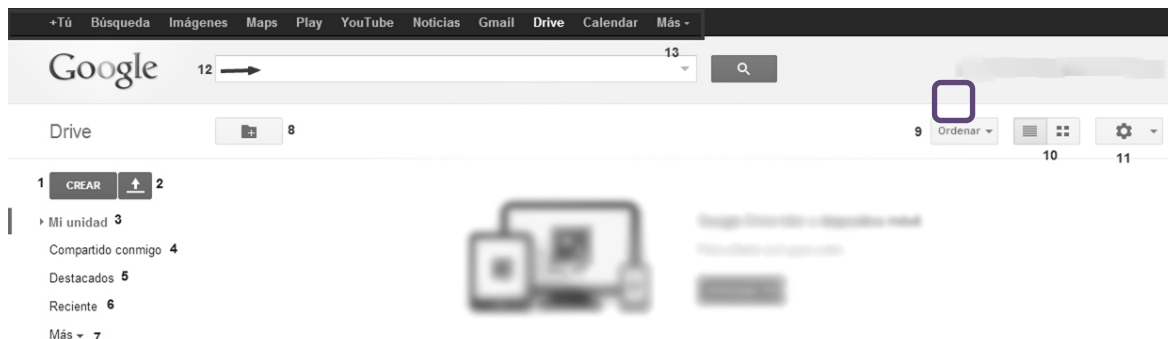 +Tú Búsqueda Imágenes Maps Play YouTube Noticias Gmail Drive Calendar Más
13
Google 12
Drive 8 9 Ordenar
10 11
1 CREAR 2
Mi unidad 3
Compartido conmigo 4
Destacados 5
Reciente 6
Más 7